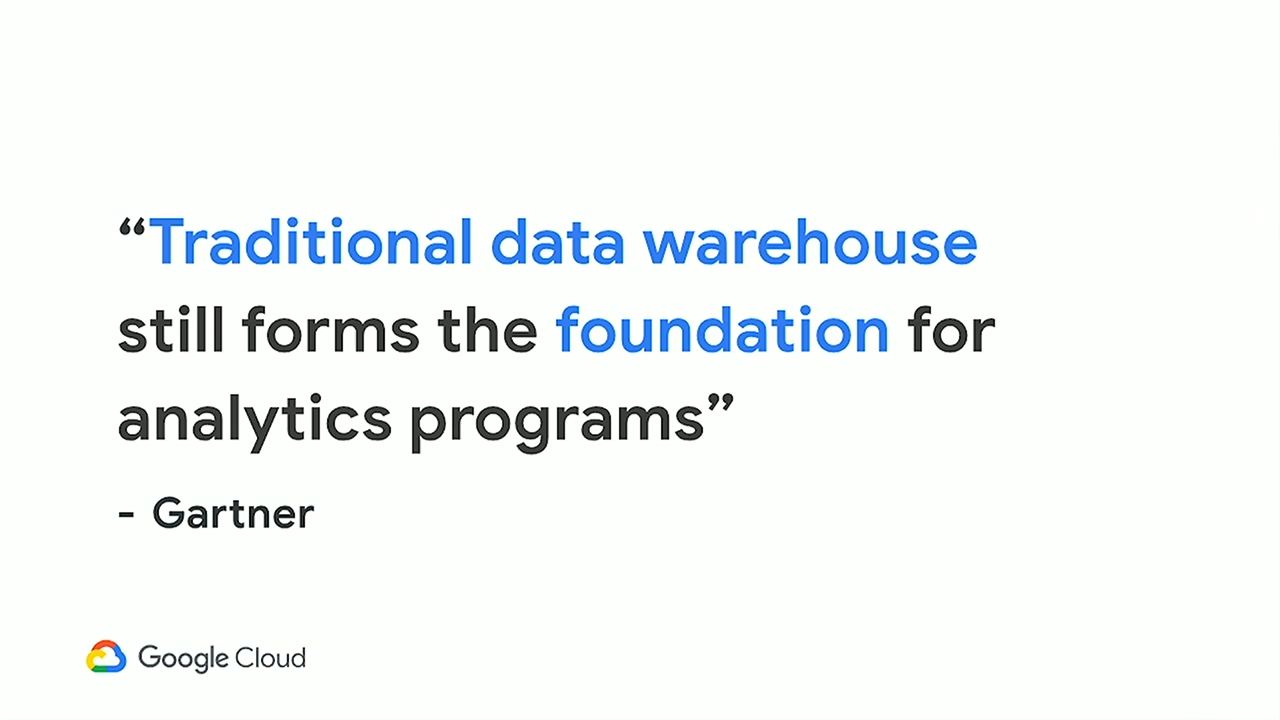 “Traditional data warehouse
still forms the foundation for
analytics programs”
- Gartner
Google Cloud